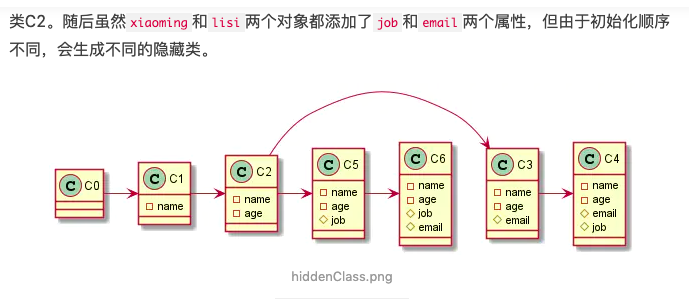 类C2。随后虽然 xiaoming 和 lisi 两个对象都添加了 job 和 email 两个属性，但由于初始化顺序
不同，会生成不同的隐藏类。
C C0
C C1
name
C C2
name
age
C C5
name
age
job
C C6
name
age
job
email
C C3
name
age
email
C C4
name
age
email
job
hiddenClass.png